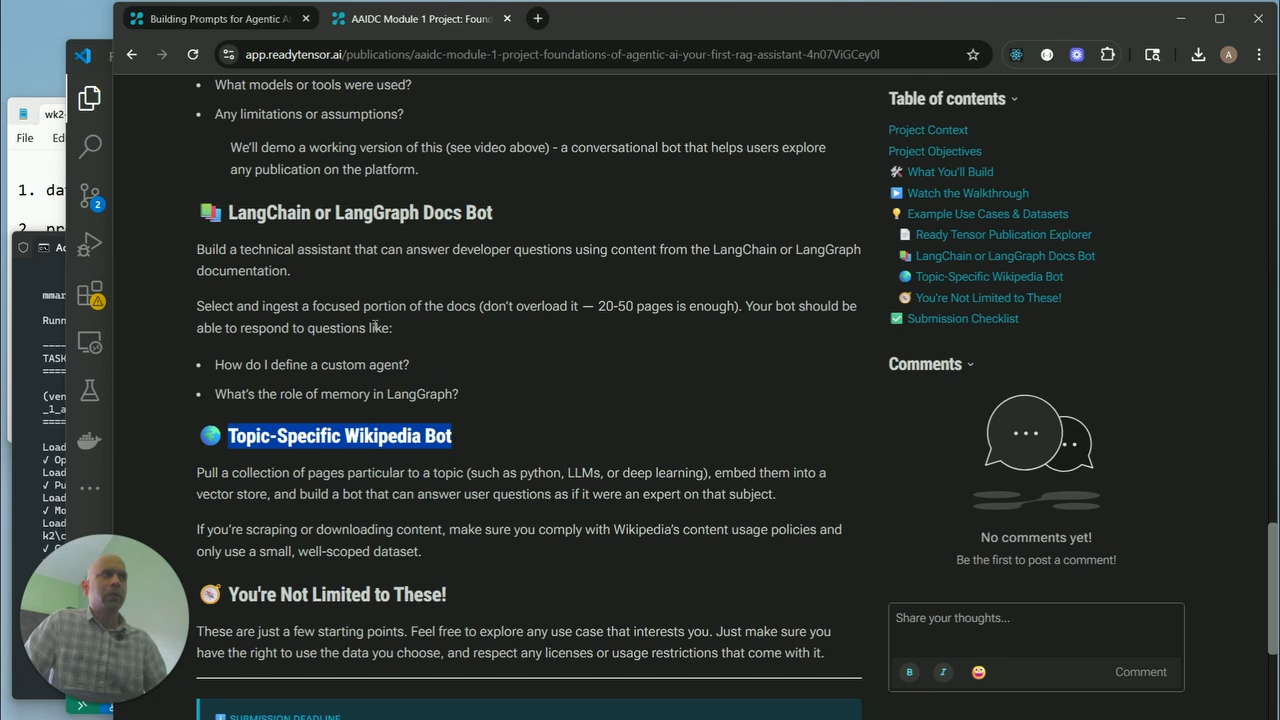 Building Prompts for Agentic AI
AAIDC Module 1 Project: Found
app.readytensor.ai/publications/aaidc-module-1-project-foundations-of-agentic-ai-your-first-rag-assistant-4n07ViGCey0l
A
wk2-
File
1. da
2. pr
mmar
Runn
TASK
(ven
_1_a
Load
Load
Load
Load
2
What models or tools were used?
Any limitations or assumptions?
We'll demo a working version of this (see video above) - a conversational bot that helps users explore
any publication on the platform.
📚 LangChain or LangGraph Docs Bot
Build a technical assistant that can answer developer questions using content from the LangChain or LangGraph
documentation.
Select and ingest a focused portion of the docs (don't overload it — 20-50 pages is enough). Your bot should be
able to respond to questions like:
How do I define a custom agent?
What's the role of memory in LangGraph?
🌍 Topic-Specific Wikipedia Bot
Pull a collection of pages particular to a topic (such as python, LLMs, or deep learning), embed them into a
vector store, and build a bot that can answer user questions as if it were an expert on that subject.
If you're scraping or downloading content, make sure you comply with Wikipedia's content usage policies and
only use a small, well-scoped dataset.
🧭 You're Not Limited to These!
These are just a few starting points. Feel free to explore any use case that interests you. Just make sure you
have the right to use the data you choose, and respect any licenses or usage restrictions that come with it.
SUBMISSION DEADLINE
Table of contents
Project Context
Project Objectives
🛠 What You'll Build
▶️ Watch the Walkthrough
💡 Example Use Cases & Datasets
📄 Ready Tensor Publication Explorer
📚 LangChain or LangGraph Docs Bot
🌍 Topic-Specific Wikipedia Bot
🧭 You're Not Limited to These!
✅ Submission Checklist
Comments
No comments yet!
Be the first to post a comment!
Share your thoughts...
B
I
Comment